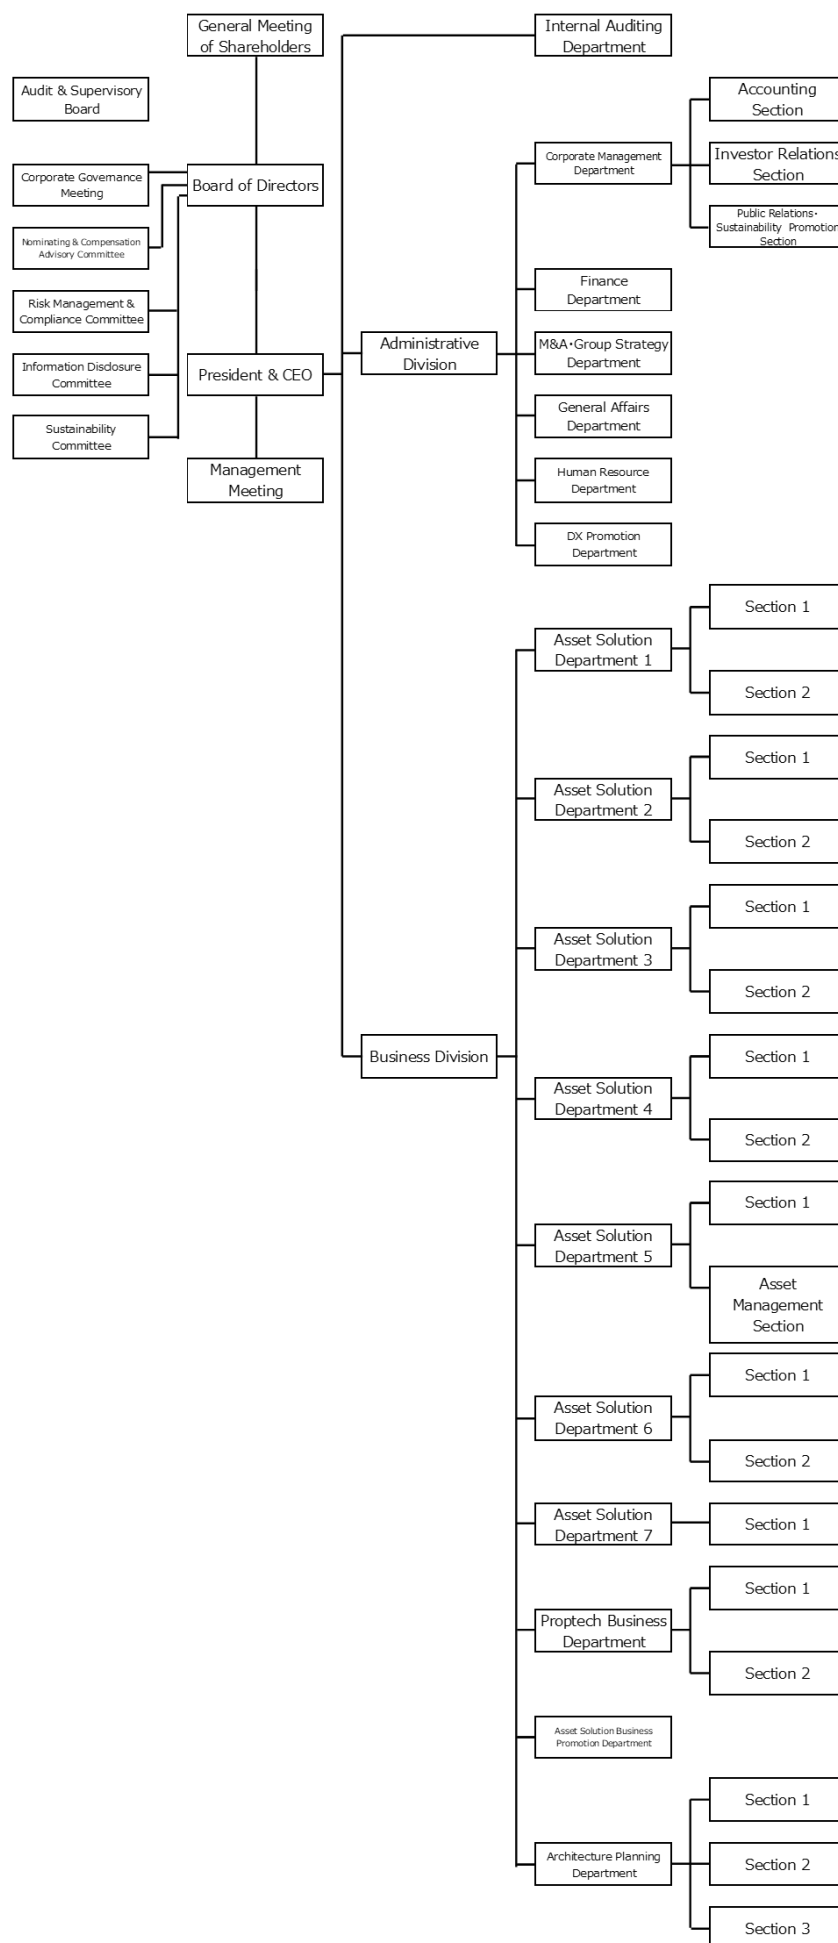 General Meeting
of Shareholders
Internal Auditing
Department
Audit & Supervisory
Board
Accounting
Section
Corporate Governance
Meeting
Board of Directors
Corporate Management
Department
Investor Relations
Section
Nominating & Compensation
Advisory Committee
Public Relations・
Sustainability Promotion
Section
Risk Management &
Compliance Committee
Finance
Department
Information Disclosure
Committee
President & CEO
Administrative
Division
M&A・Group Strategy
Department
Sustainability
Committee
General Affairs
Department
Management
Meeting
Human Resource
Department
DX Promotion
Department
Asset Solution
Department 1
Section 1
Section 2
Asset Solution
Department 2
Section 1
Section 2
Asset Solution
Department 3
Section 1
Section 2
Business Division
Asset Solution
Department 4
Section 1
Section 2
Asset Solution
Department 5
Section 1
Asset
Management
Section
Asset Solution
Department 6
Section 1
Section 2
Asset Solution
Department 7
Section 1
Proptech Business
Department
Section 1
Section 2
Asset Solution Business
Promotion Department
Architecture Planning
Department
Section 1
Section 2
Section 3